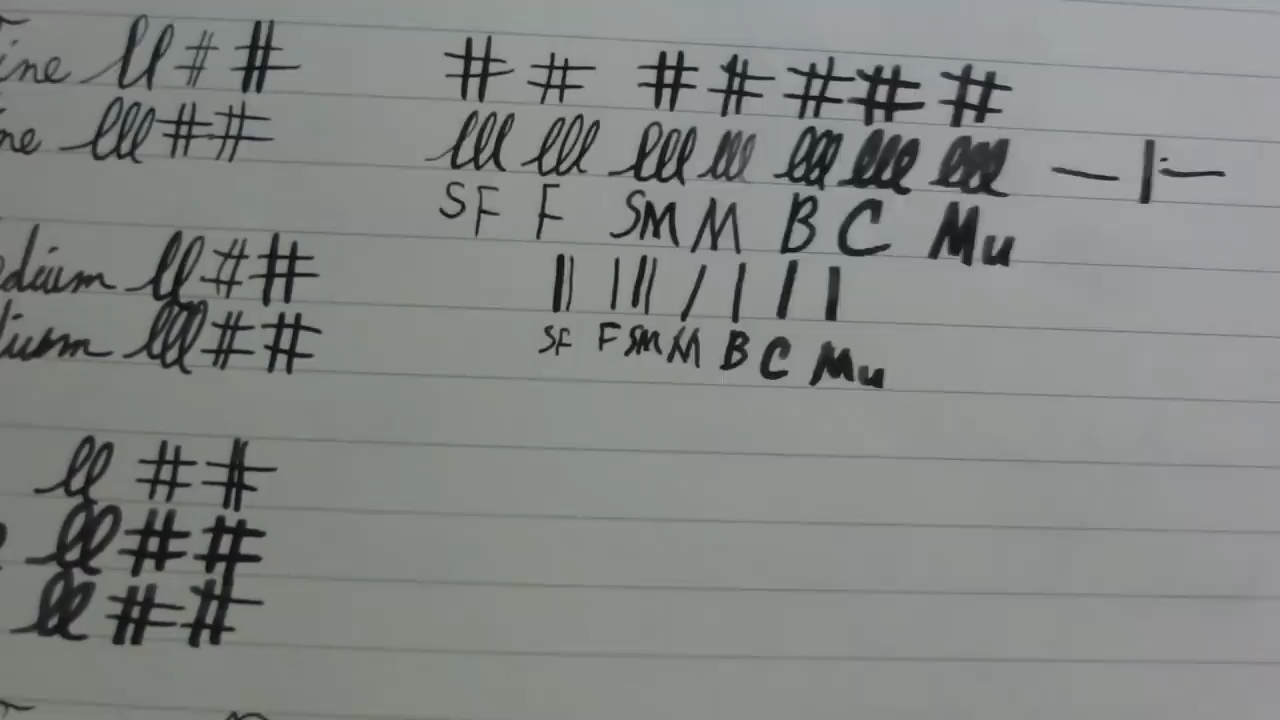 ine ll # # # # # # # # #
ne lll # # lll lll lll lll lll lll lll — | —
SF F SM M B C Mu
dium ll # # || ||| / | | |
dium lll # # SF F SM M B C Mu
ll # #
ll # #
ll # #